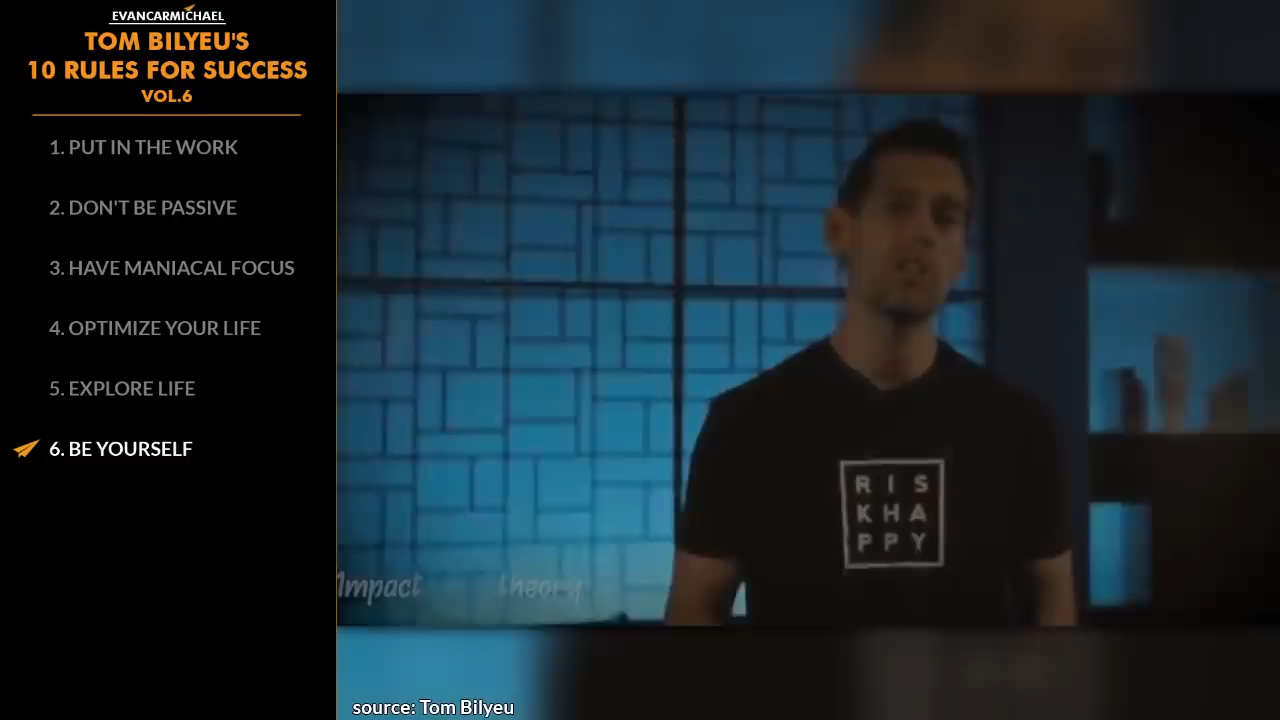 EVANCARMICHAEL
TOM BILYEU'S
10 RULES FOR SUCCESS
VOL.6
1. PUT IN THE WORK
2. DON'T BE PASSIVE
3. HAVE MANIACAL FOCUS
4. OPTIMIZE YOUR LIFE
5. EXPLORE LIFE
6. BE YOURSELF
RIS
KHA
PPY
Impact theory
source: Tom Bilyeu